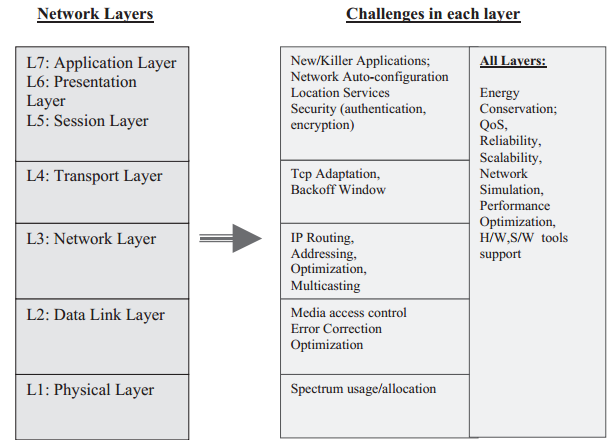 Network Layers
Challenges in each layer
L7: Application Layer
L6: Presentation
Layer
L5: Session Layer
L4: Transport Layer
L3: Network Layer
L2: Data Link Layer
L1: Physical Layer
New/Killer Applications;
Network Auto-configuration
Location Services
Security (authentication,
encryption)
Tcp Adaptation,
Backoff Window
IP Routing,
Addressing,
Optimization,
Multicasting
Media access control
Error Correction
Optimization
Spectrum usage/allocation
All Layers:
Energy
Conservation;
QoS,
Reliability,
Scalability,
Network
Simulation,
Performance
Optimization,
H/W,S/W tools
support